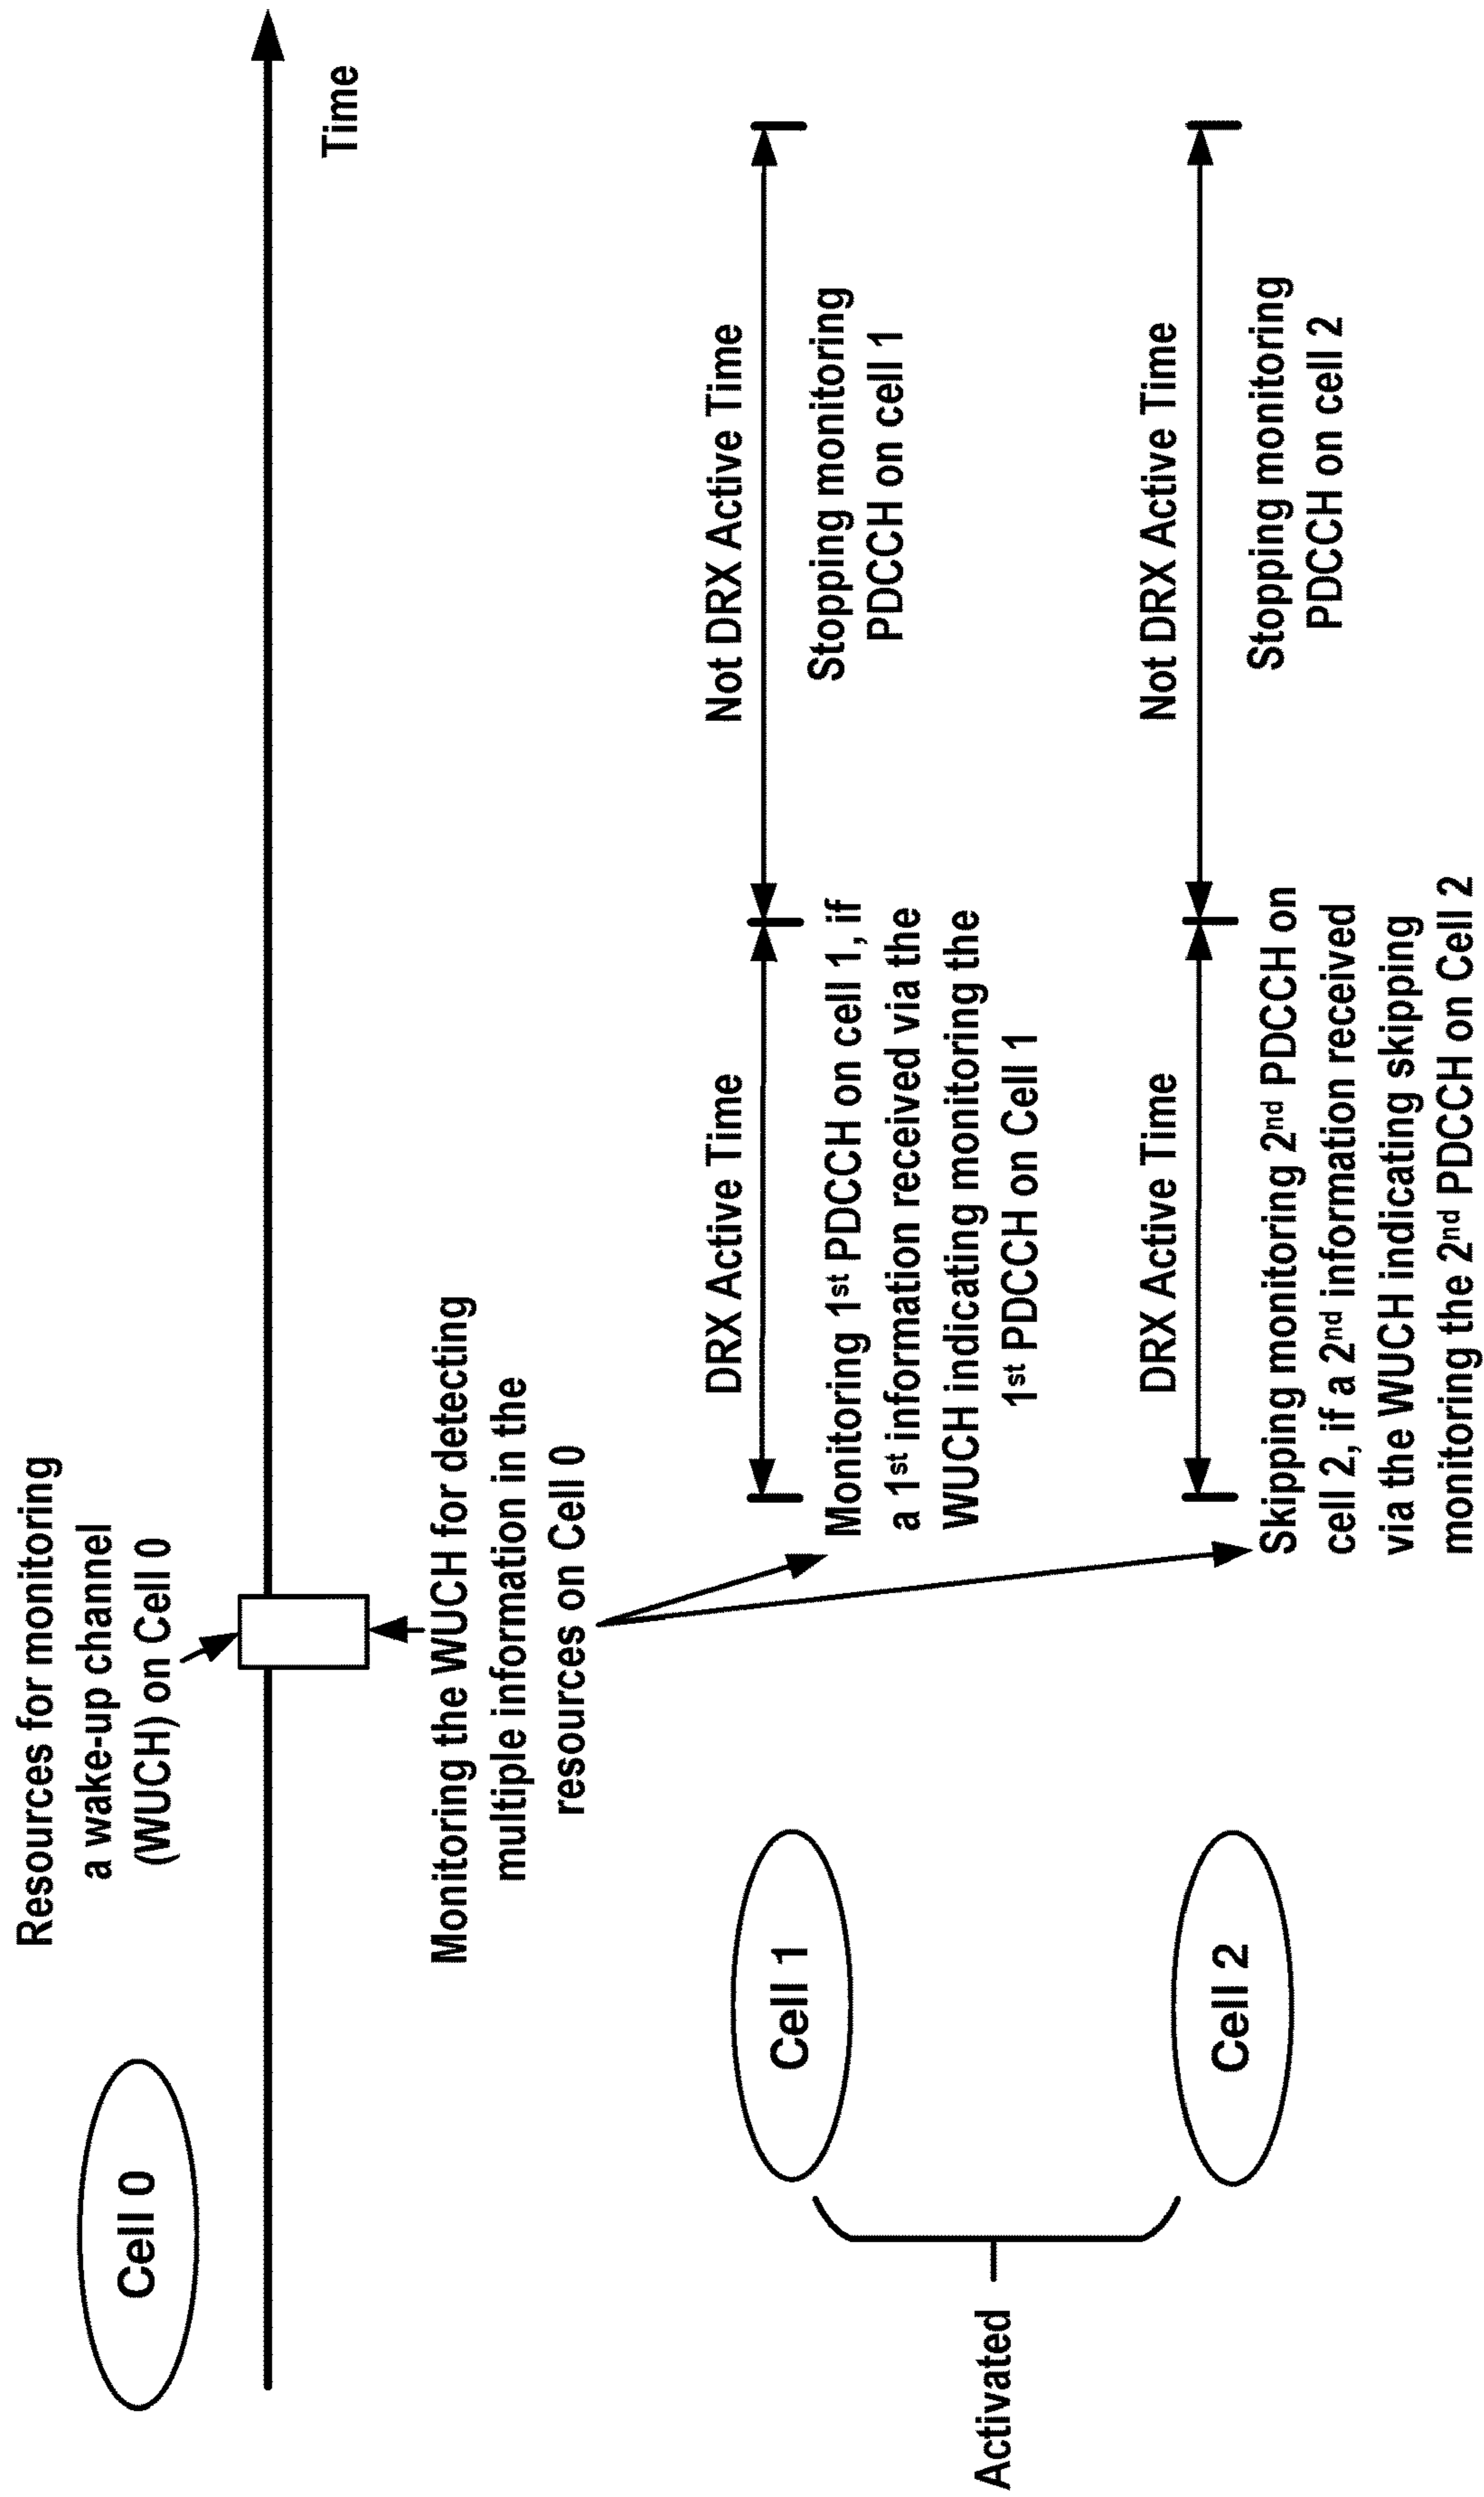 Cell 0
Resources for monitoring
a wake-up channel
(WUCH) on Cell 0
Time
Monitoring the WUCH for detecting
multiple information in the
resources on Cell 0
Activated
Cell 1
DRX Active Time
Not DRX Active Time
Monitoring 1st PDCCH on cell 1, if
a 1st information received via the
WUCH indicating monitoring the
1st PDCCH on Cell 1
Stopping monitoring
PDCCH on cell 1
Cell 2
DRX Active Time
Not DRX Active Time
Skipping monitoring 2nd PDCCH on
cell 2, if a 2nd information received
via the WUCH indicating skipping
monitoring the 2nd PDCCH on Cell 2
Stopping monitoring
PDCCH on cell 2